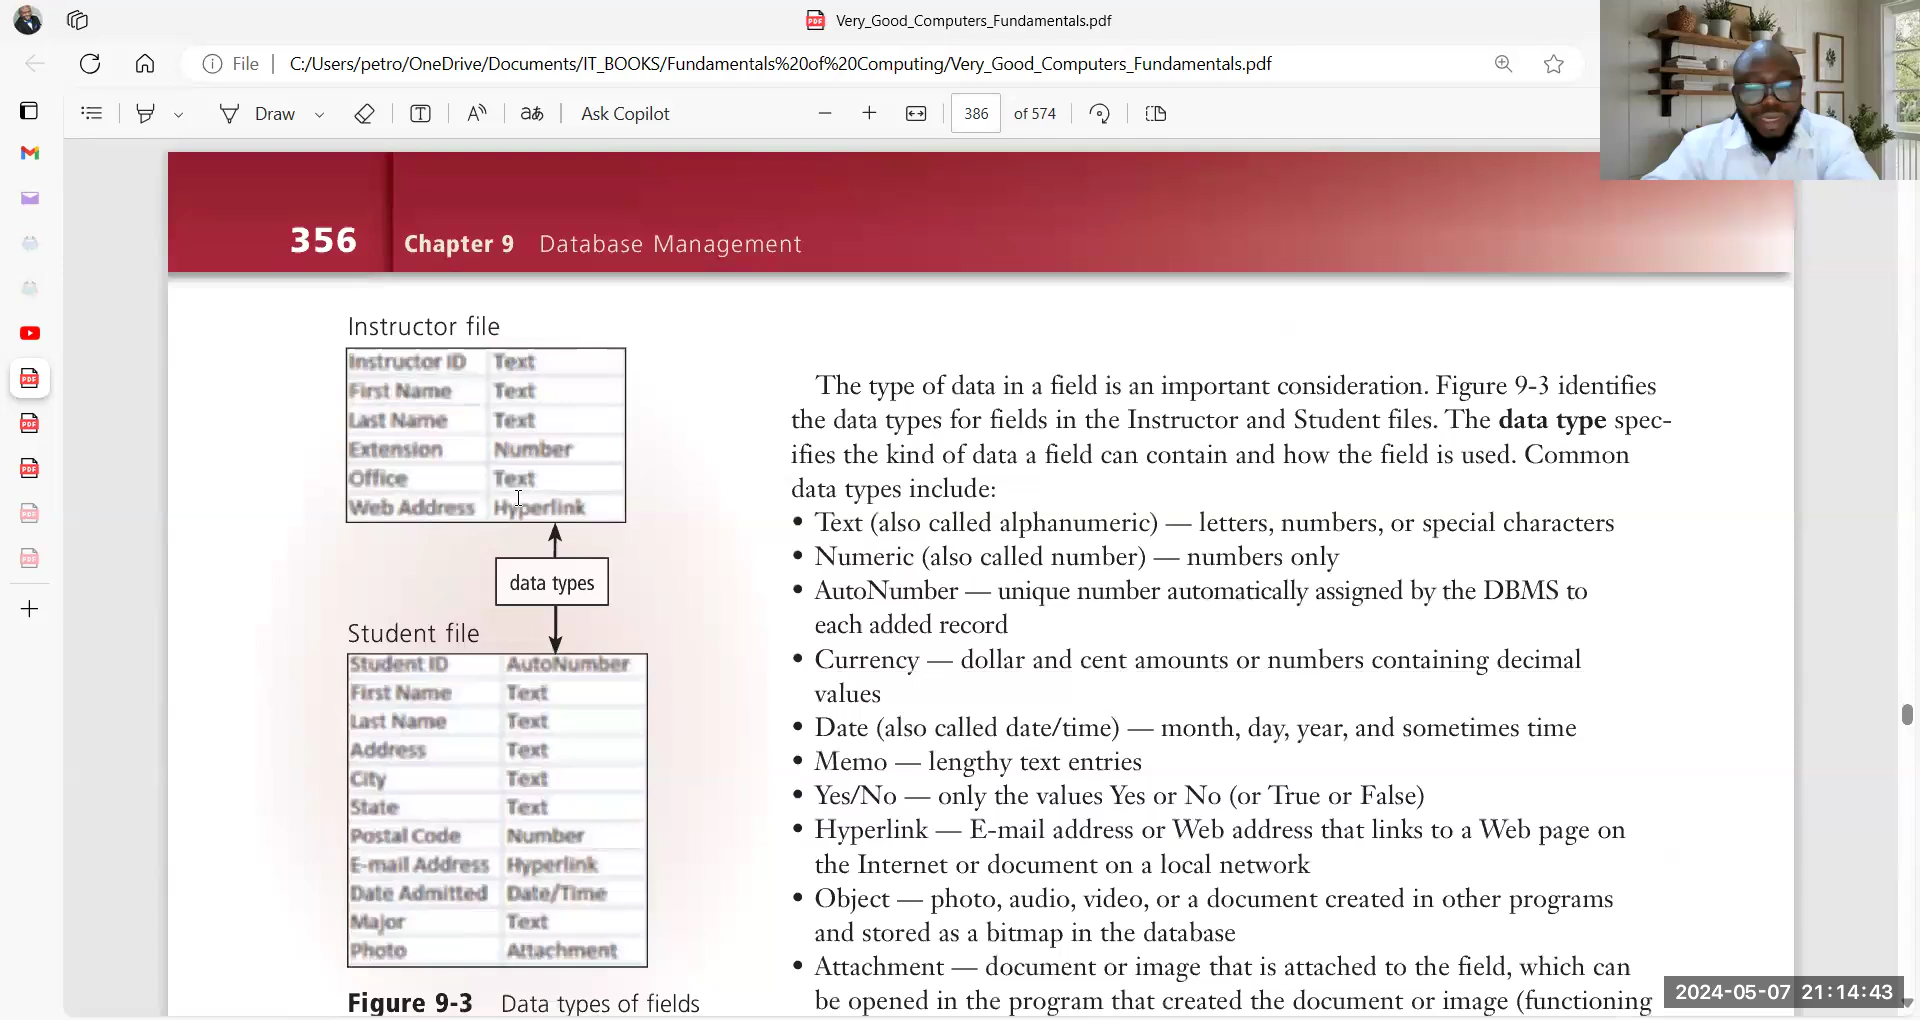 Very_Good_Computers_Fundamentals.pdf
File C:/Users/petro/OneDrive/Documents/IT_BOOKS/Fundamentals%20of%20Computing/Very_Good_Computers_Fundamentals.pdf
Draw aあ Ask Copilot 386 of 574
356 Chapter 9 Database Management
Instructor file
Instructor ID Text
First Name Text
Last Name Text
Extension Number
Office Text
Web Address Hyperlink
data types
Student file
Student ID AutoNumber
First Name Text
Last Name Text
Address Text
City Text
State Text
Postal Code Number
E-mail Address Hyperlink
Date Admitted Date/Time
Major Text
Photo Attachment
Figure 9-3 Data types of fields
The type of data in a field is an important consideration. Figure 9-3 identifies
the data types for fields in the Instructor and Student files. The data type spec-
ifies the kind of data a field can contain and how the field is used. Common
data types include:
• Text (also called alphanumeric) — letters, numbers, or special characters
• Numeric (also called number) — numbers only
• AutoNumber — unique number automatically assigned by the DBMS to
each added record
• Currency — dollar and cent amounts or numbers containing decimal
values
• Date (also called date/time) — month, day, year, and sometimes time
• Memo — lengthy text entries
• Yes/No — only the values Yes or No (or True or False)
• Hyperlink — E-mail address or Web address that links to a Web page on
the Internet or document on a local network
• Object — photo, audio, video, or a document created in other programs
and stored as a bitmap in the database
• Attachment — document or image that is attached to the field, which can
be opened in the program that created the document or image (functioning
2024-05-07 21:14:43